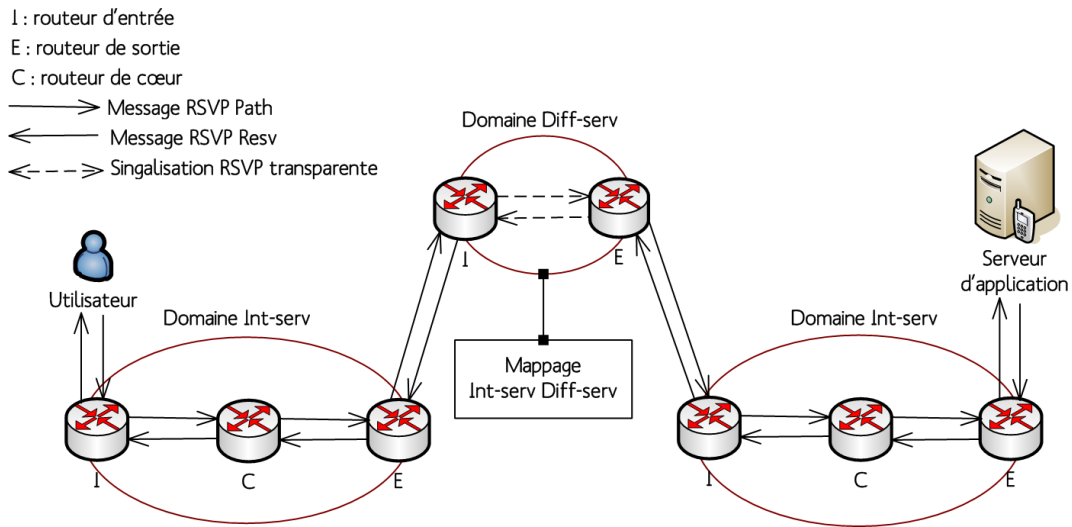 I : routeur d'entrée
E : routeur de sortie
C : routeur de cœur
Message RSVP Path
Message RSVP Resv
Singalisation RSVP transparente
Domaine Diff-serv
I
E
Utilisateur
Serveur
d'application
Domaine Int-serv
Domaine Int-serv
Mappage
Int-serv Diff-serv
I
C
E
I
C
E